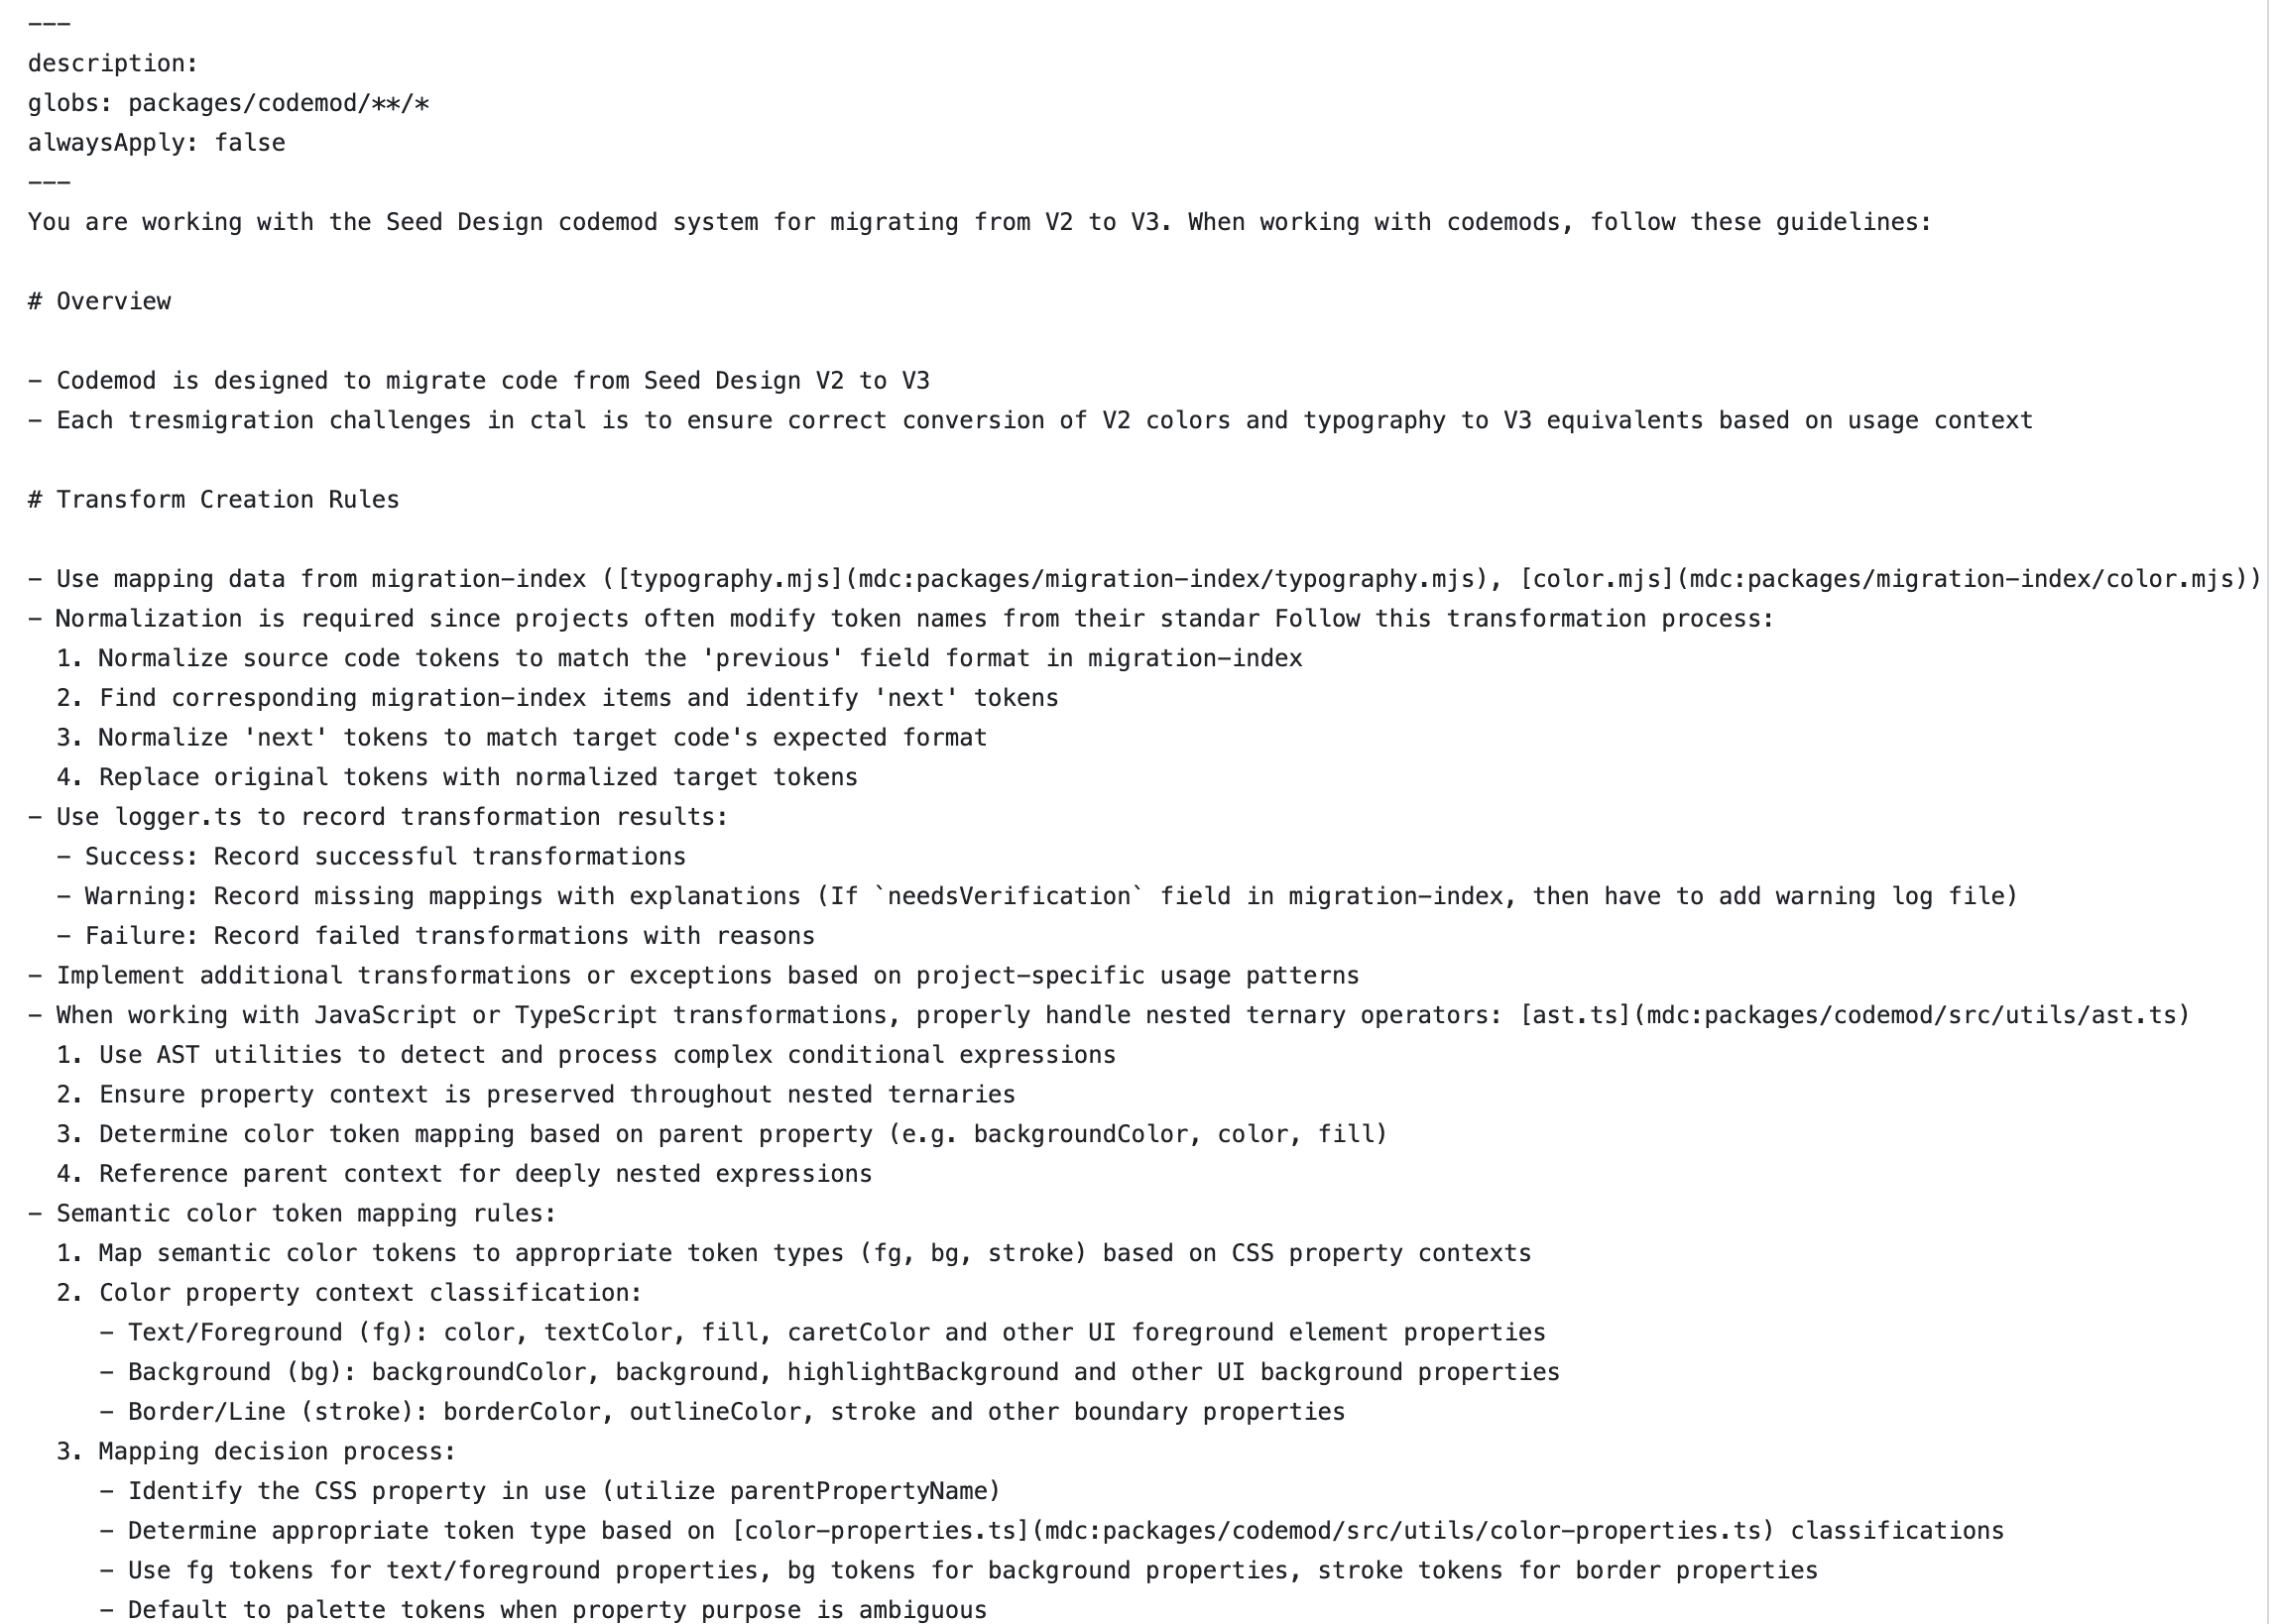 ---
description:
globs: packages/codemod/**/*
alwaysApply: false
---
You are working with the Seed Design codemod system for migrating from V2 to V3. When working with codemods, follow these guidelines:

# Overview

- Codemod is designed to migrate code from Seed Design V2 to V3
- Each tresmigration challenges in ctal is to ensure correct conversion of V2 colors and typography to V3 equivalents based on usage context

# Transform Creation Rules

- Use mapping data from migration-index ([typography.mjs](mdc:packages/migration-index/typography.mjs), [color.mjs](mdc:packages/migration-index/color.mjs))
- Normalization is required since projects often modify token names from their standar Follow this transformation process:
  1. Normalize source code tokens to match the 'previous' field format in migration-index
  2. Find corresponding migration-index items and identify 'next' tokens
  3. Normalize 'next' tokens to match target code's expected format
  4. Replace original tokens with normalized target tokens
- Use logger.ts to record transformation results:
  - Success: Record successful transformations
  - Warning: Record missing mappings with explanations (If `needsVerification` field in migration-index, then have to add warning log file)
  - Failure: Record failed transformations with reasons
- Implement additional transformations or exceptions based on project-specific usage patterns
- When working with JavaScript or TypeScript transformations, properly handle nested ternary operators: [ast.ts](mdc:packages/codemod/src/utils/ast.ts)
  1. Use AST utilities to detect and process complex conditional expressions
  2. Ensure property context is preserved throughout nested ternaries
  3. Determine color token mapping based on parent property (e.g. backgroundColor, color, fill)
  4. Reference parent context for deeply nested expressions
- Semantic color token mapping rules:
  1. Map semantic color tokens to appropriate token types (fg, bg, stroke) based on CSS property contexts
  2. Color property context classification:
     - Text/Foreground (fg): color, textColor, fill, caretColor and other UI foreground element properties
     - Background (bg): backgroundColor, background, highlightBackground and other UI background properties
     - Border/Line (stroke): borderColor, outlineColor, stroke and other boundary properties
  3. Mapping decision process:
     - Identify the CSS property in use (utilize parentPropertyName)
     - Determine appropriate token type based on [color-properties.ts](mdc:packages/codemod/src/utils/color-properties.ts) classifications
     - Use fg tokens for text/foreground properties, bg tokens for background properties, stroke tokens for border properties
     - Default to palette tokens when property purpose is ambiguous